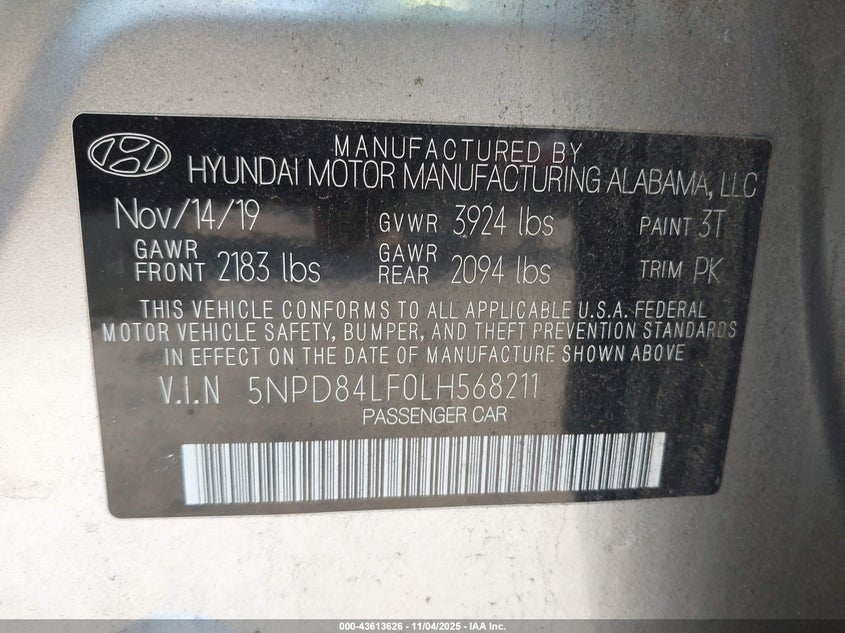 MANUFACTURED BY
HYUNDAI MOTOR MANUFACTURING ALABAMA, LLC
Nov/14/19 GVWR 3924 lbs PAINT 3T
GAWR FRONT 2183 lbs GAWR REAR 2094 lbs TRIM PK
THIS VEHICLE CONFORMS TO ALL APPLICABLE U.S.A. FEDERAL
MOTOR VEHICLE SAFETY, BUMPER, AND THEFT PREVENTION STANDARDS
IN EFFECT ON THE DATE OF MANUFACTURE SHOWN ABOVE
V.I.N 5NPD84LF0LH568211
PASSENGER CAR
000-43613626 - 11/04/2025 - IAA Inc.